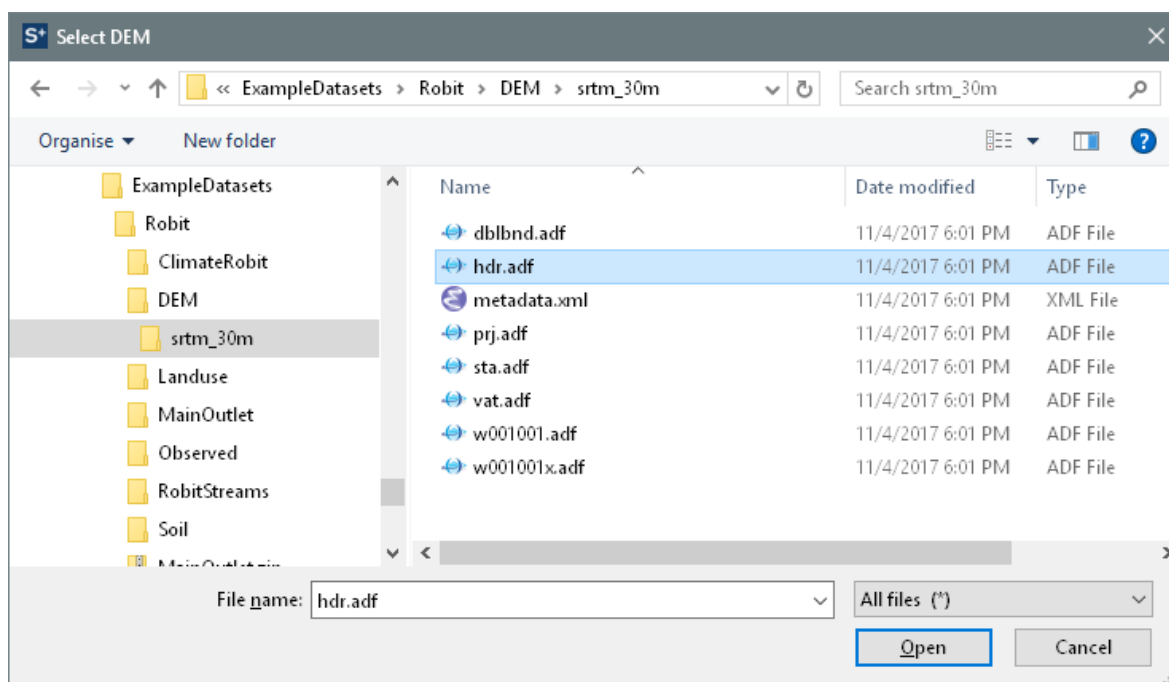 S+ Select DEM
« ExampleDatasets › Robit › DEM › srtm_30m
Search srtm_30m
Organise
New folder
?
ExampleDatasets
Robit
ClimateRobit
DEM
srtm_30m
Landuse
MainOutlet
Observed
RobitStreams
Soil
MainOutlet.zip
Name Date modified Type
dblbnd.adf 11/4/2017 6:01 PM ADF File
hdr.adf 11/4/2017 6:01 PM ADF File
metadata.xml 11/4/2017 6:01 PM XML File
prj.adf 11/4/2017 6:01 PM ADF File
sta.adf 11/4/2017 6:01 PM ADF File
vat.adf 11/4/2017 6:01 PM ADF File
w001001.adf 11/4/2017 6:01 PM ADF File
w001001x.adf 11/4/2017 6:01 PM ADF File
File name: hdr.adf
All files (*)
Open
Cancel